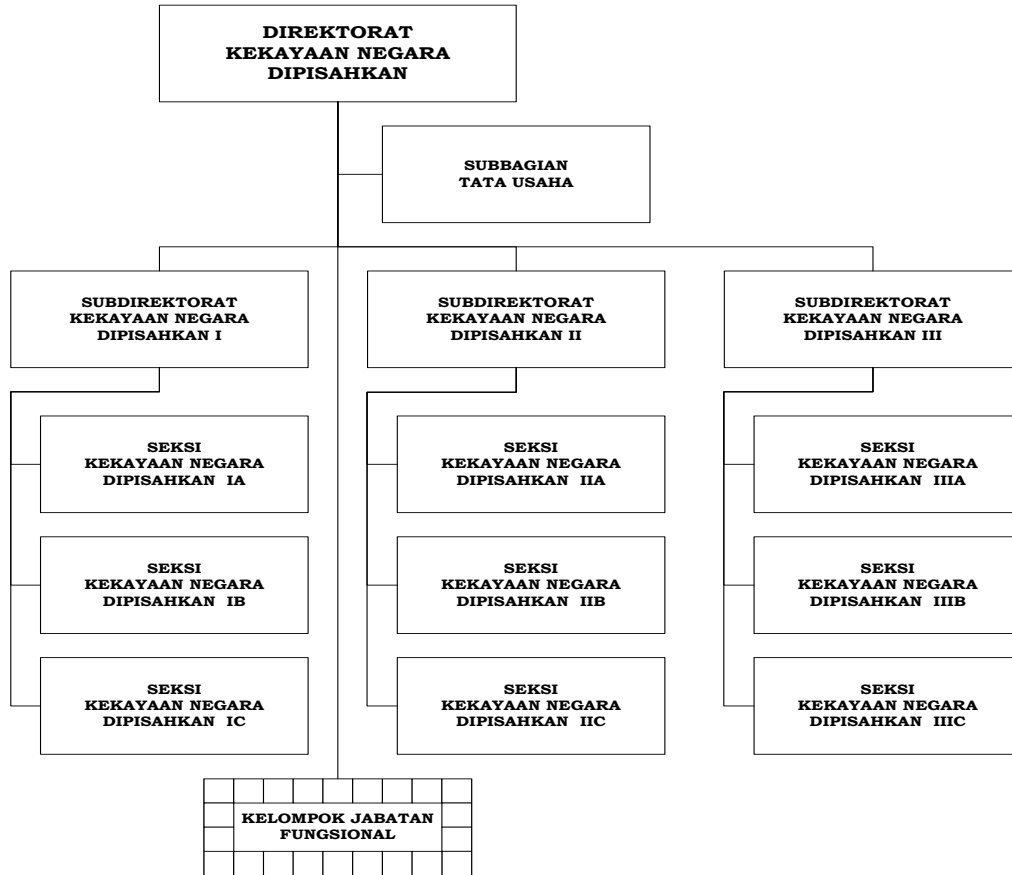 DIREKTORAT
KEKAYAAN NEGARA
DIPISAHKAN
SUBBAGIAN
TATA USAHA
SUBDIREKTORAT
KEKAYAAN NEGARA
DIPISAHKAN I
SUBDIREKTORAT
KEKAYAAN NEGARA
DIPISAHKAN II
SUBDIREKTORAT
KEKAYAAN NEGARA
DIPISAHKAN III
SEKSI
KEKAYAAN NEGARA
DIPISAHKAN IA
SEKSI
KEKAYAAN NEGARA
DIPISAHKAN IIA
SEKSI
KEKAYAAN NEGARA
DIPISAHKAN IIIA
SEKSI
KEKAYAAN NEGARA
DIPISAHKAN IB
SEKSI
KEKAYAAN NEGARA
DIPISAHKAN IIB
SEKSI
KEKAYAAN NEGARA
DIPISAHKAN IIIB
SEKSI
KEKAYAAN NEGARA
DIPISAHKAN IC
SEKSI
KEKAYAAN NEGARA
DIPISAHKAN IIC
SEKSI
KEKAYAAN NEGARA
DIPISAHKAN IIIC
KELOMPOK JABATAN
FUNGSIONAL